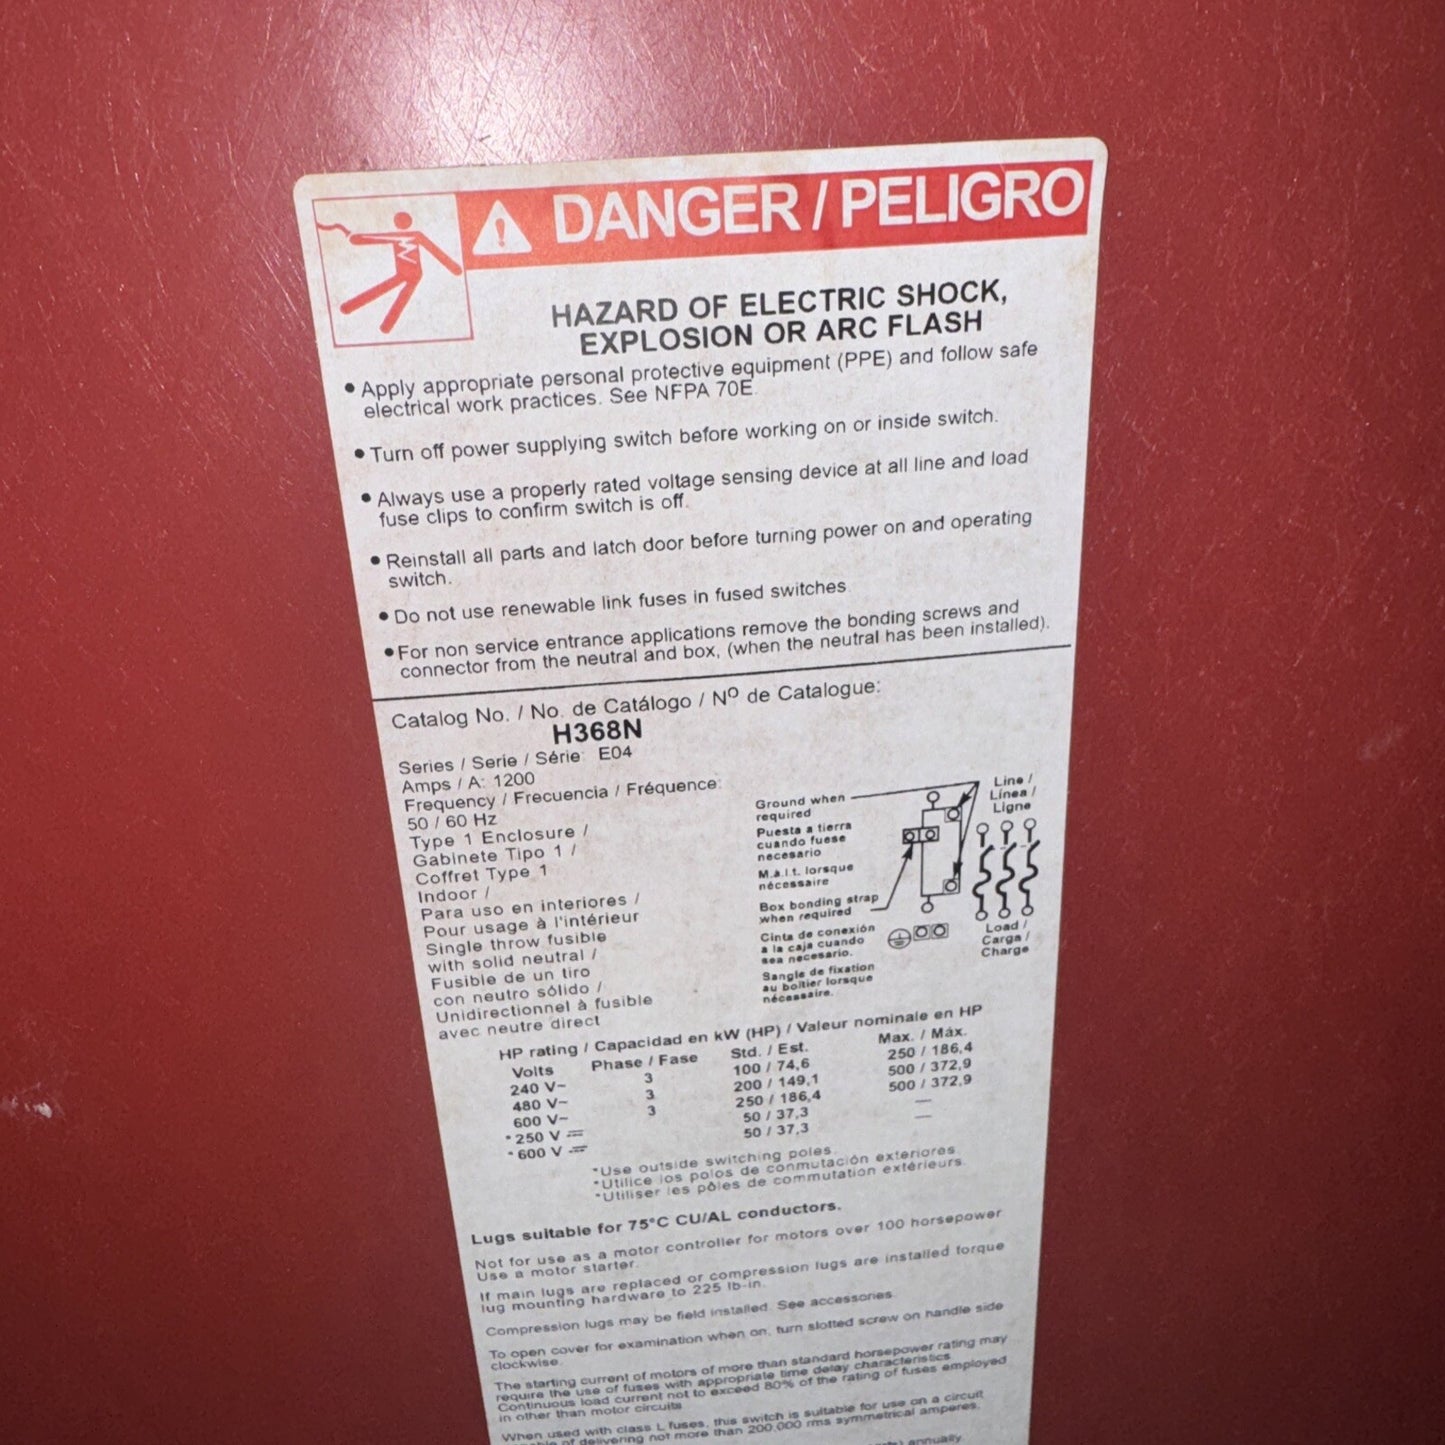 DANGER / PELIGRO
HAZARD OF ELECTRIC SHOCK,
EXPLOSION OR ARC FLASH
• Apply appropriate personal protective equipment (PPE) and follow safe
electrical work practices. See NFPA 70E.
• Turn off power supplying switch before working on or inside switch.
• Always use a properly rated voltage sensing device at all line and load
fuse clips to confirm switch is off.
• Reinstall all parts and latch door before turning power on and operating
switch.
• Do not use renewable link fuses in fused switches.
• For non service entrance applications remove the bonding screws and
connector from the neutral and box, (when the neutral has been installed).
Catalog No. / No. de Catálogo / Nº de Catalogue:
H368N
Series / Serie / Série: E04
Amps / A: 1200
Frequency / Frecuencia / Fréquence:
50 / 60 Hz
Type 1 Enclosure /
Gabinete Tipo 1 /
Coffret Type 1
Indoor /
Para uso en interiores /
Pour usage à l'intérieur
Single throw fusible
with solid neutral /
Fusible de un tiro
con neutro sólido /
Unidirectionnel à fusible
avec neutre direct
Ground when
required
Puesta a tierra
cuando fuese
necesario
M.a.l.t. lorsque
nécessaire
Box bonding strap
when required
Cinta de conexión
a la caja cuando
sea necesario.
Sangle de fixation
au boîtier lorsque
nécessaire.
Line /
Línea /
Ligne
Load /
Carga /
Charge
HP rating / Capacidad en kW (HP) / Valeur nominale en HP
Volts Phase / Fase Std. / Est. Max. / Máx.
240 V~ 3 100 / 74,6 250 / 186,4
480 V~ 3 200 / 149,1 500 / 372,9
600 V~ 3 250 / 186,4 500 / 372,9
*250 V ⎓ 50 / 37,3 —
*600 V ⎓ 50 / 37,3 —
*Use outside switching poles.
*Utilice los polos de conmutación exteriores.
*Utiliser les pôles de commutation extérieurs.
Lugs suitable for 75°C CU/AL conductors.
Not for use as a motor controller for motors over 100 horsepower.
Use a motor starter.
If main lugs are replaced or compression lugs are installed torque
lug mounting hardware to 225 lb-in.
Compression lugs may be field installed. See accessories.
To open cover for examination when on, turn slotted screw on handle side
clockwise.
The starting current of motors of more than standard horsepower rating may
require the use of fuses with appropriate time delay characteristics.
Continuous load current not to exceed 80% of the rating of fuses employed
in other than motor circuits
When used with class L fuses, this switch is suitable for use on a circuit
of delivering not more than 200,000 rms symmetrical amperes.
annually.